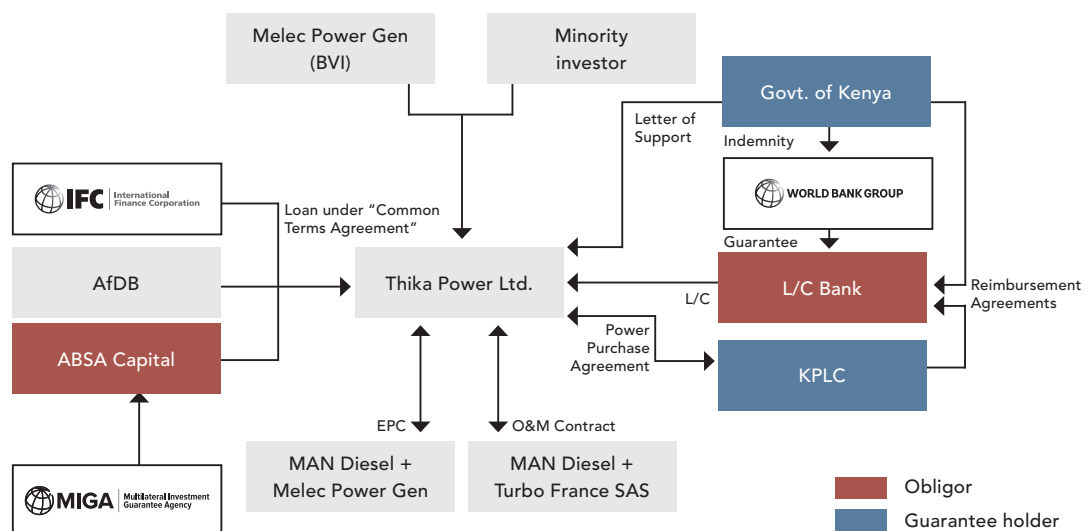 Melec Power Gen
(BVI)
Minority
investor
Govt. of Kenya
Letter of
Support
Indemnity
IFC International
Finance Corporation
WORLD BANK GROUP
Loan under “Common
Terms Agreement”
Guarantee
AfDB
Thika Power Ltd.
L/C
L/C Bank
Reimbursement
Agreements
ABSA Capital
Power
Purchase
Agreement
KPLC
EPC
O&M Contract
MIGA Multilateral Investment
Guarantee Agency
MAN Diesel +
Melec Power Gen
MAN Diesel +
Turbo France SAS
Obligor
Guarantee holder